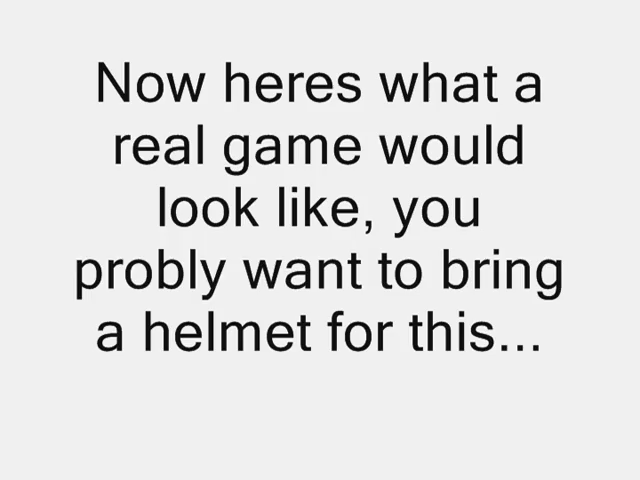 Now heres what a
real game would
look like, you
probly want to bring
a helmet for this...